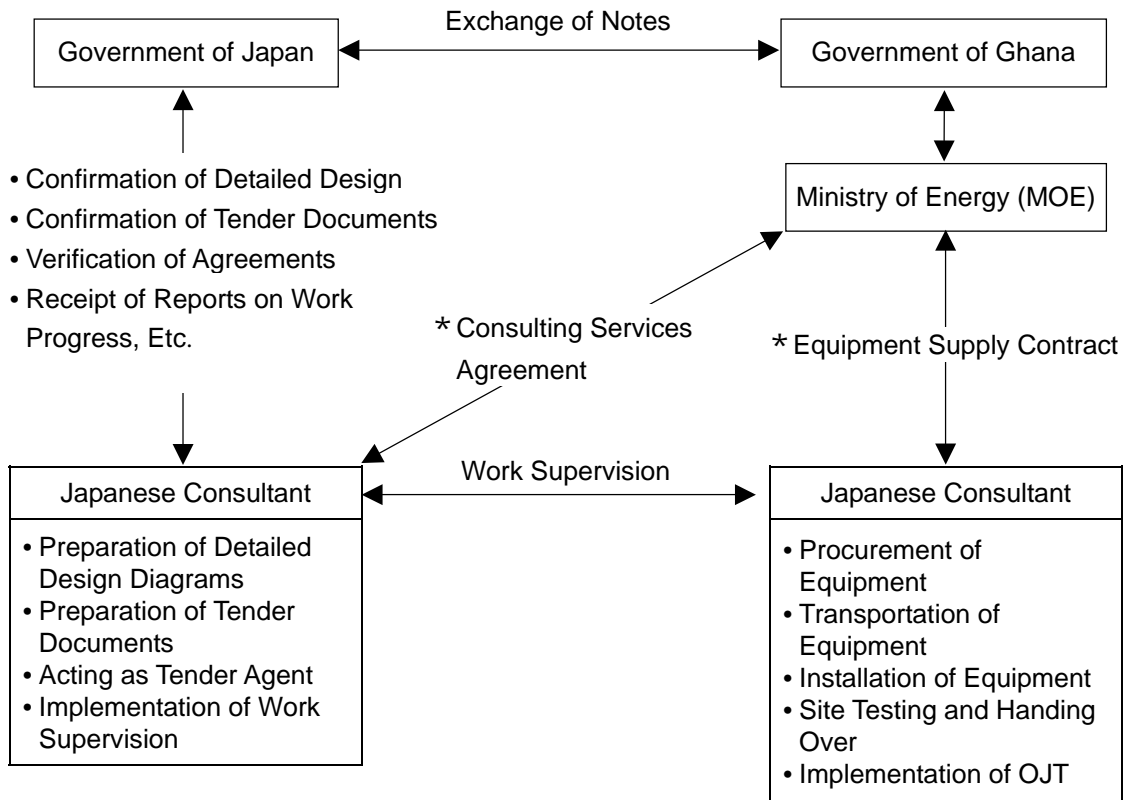 Exchange of Notes
Government of Japan
Government of Ghana
• Confirmation of Detailed Design
• Confirmation of Tender Documents
• Verification of Agreements
• Receipt of Reports on Work
Progress, Etc.
Ministry of Energy (MOE)
* Consulting Services
Agreement
* Equipment Supply Contract
Work Supervision
Japanese Consultant
• Preparation of Detailed
Design Diagrams
• Preparation of Tender
Documents
• Acting as Tender Agent
• Implementation of Work
Supervision
Japanese Consultant
• Procurement of
Equipment
• Transportation of
Equipment
• Installation of Equipment
• Site Testing and Handing
Over
• Implementation of OJT